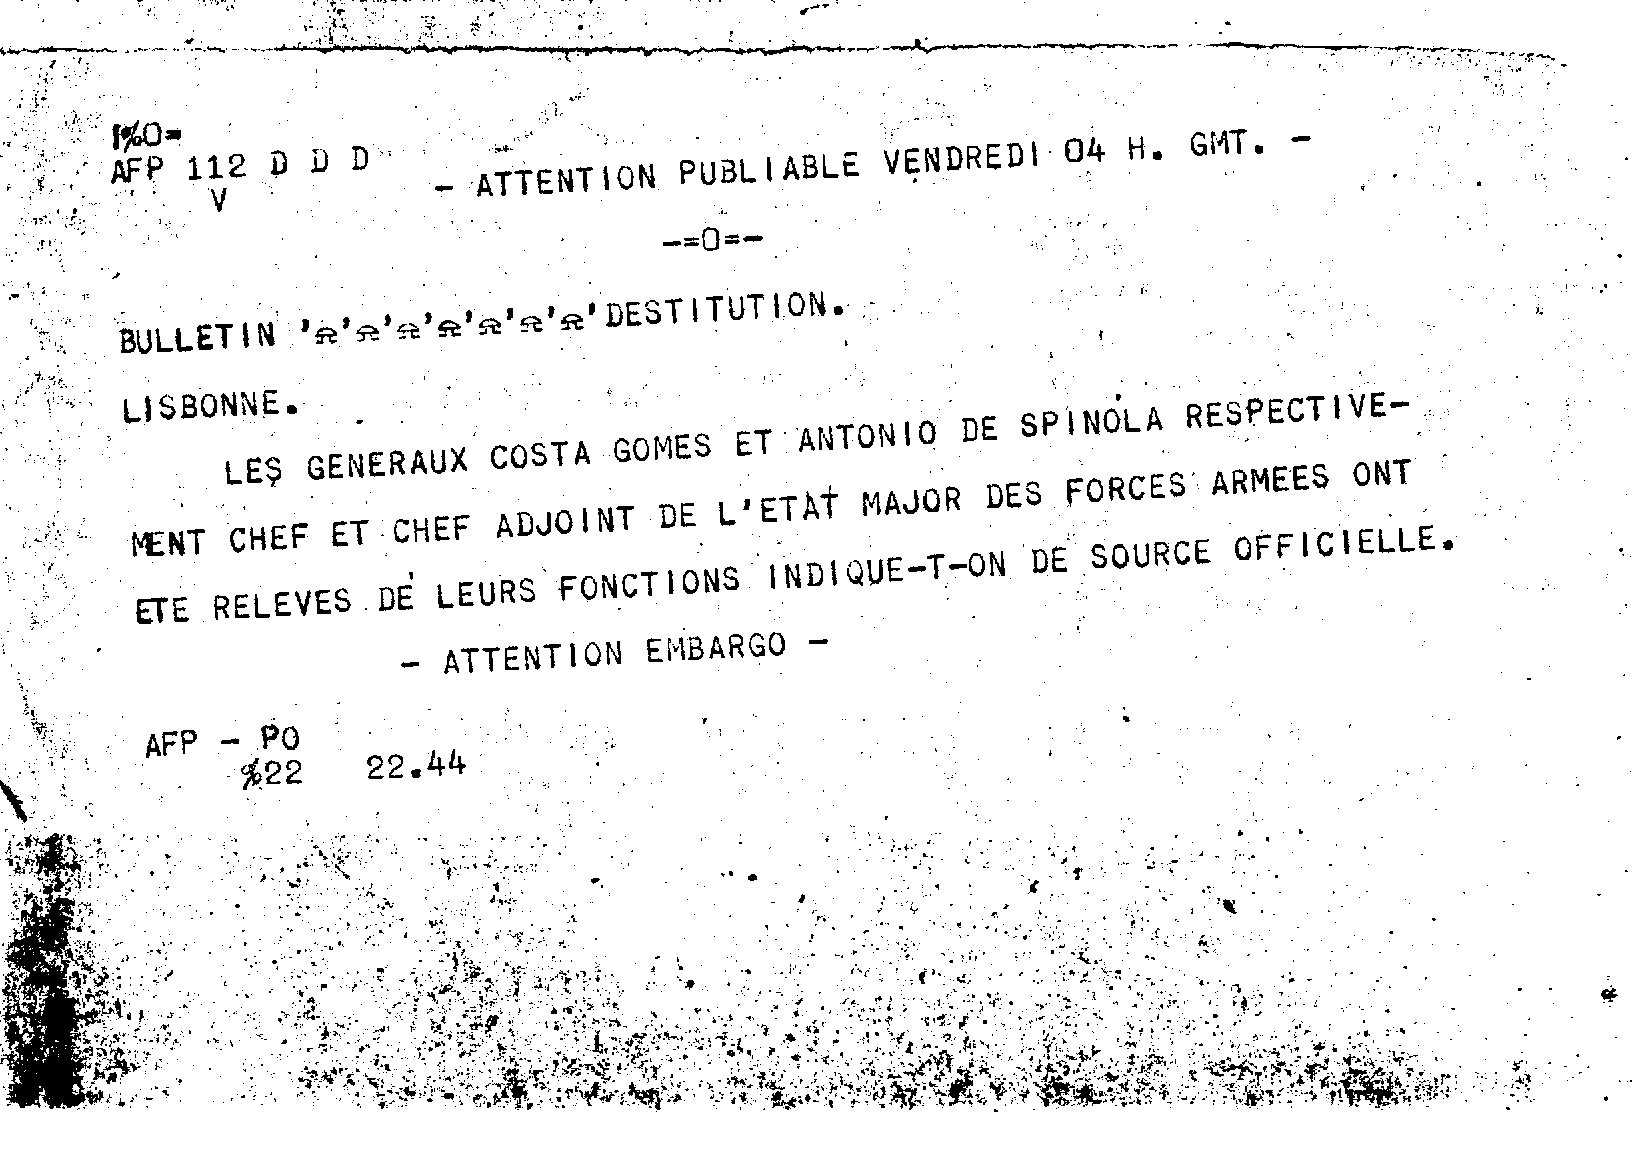 1%O=
AFP 112 D D D
V
- ATTENTION PUBLIABLE VENDREDI 04 H. GMT. -
-=O=-
BULLETIN '☎'☎'☎'☎'☎'☎'☎'DESTITUTION.
LISBONNE.
LES GENERAUX COSTA GOMES ET ANTONIO DE SPINOLA RESPECTIVE-
MENT CHEF ET CHEF ADJOINT DE L'ETAT MAJOR DES FORCES ARMEES ONT
ETE RELEVES DE LEURS FONCTIONS INDIQUE-T-ON DE SOURCE OFFICIELLE.
- ATTENTION EMBARGO -
AFP - PO
%22 22.44